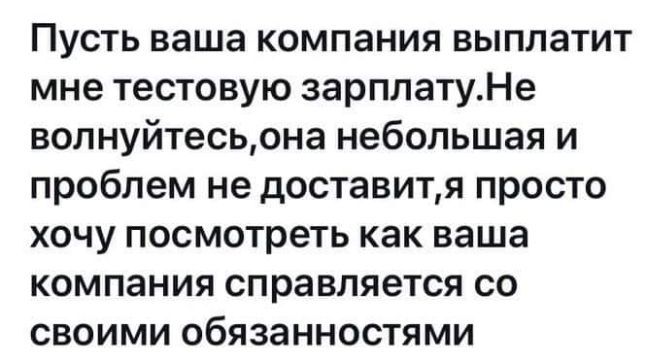 Пусть ваша компания выплатит
мне тестовую зарплату.Не
волнуйтесь,она небольшая и
проблем не доставит,я просто
хочу посмотреть как ваша
компания справляется со
своими обязанностями